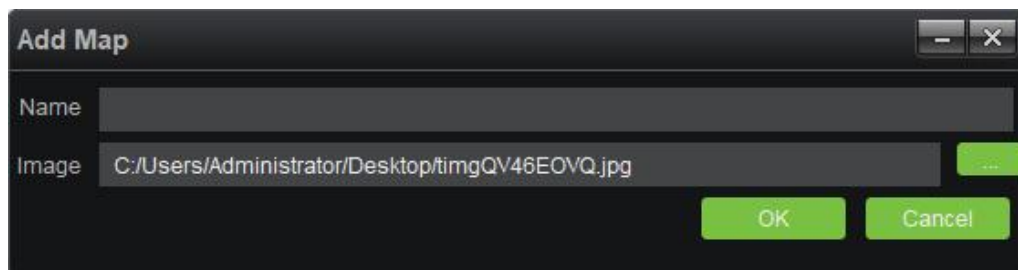 Add Map
Name
Image C:/Users/Administrator/Desktop/timgQV46EOVQ.jpg ...
OK Cancel